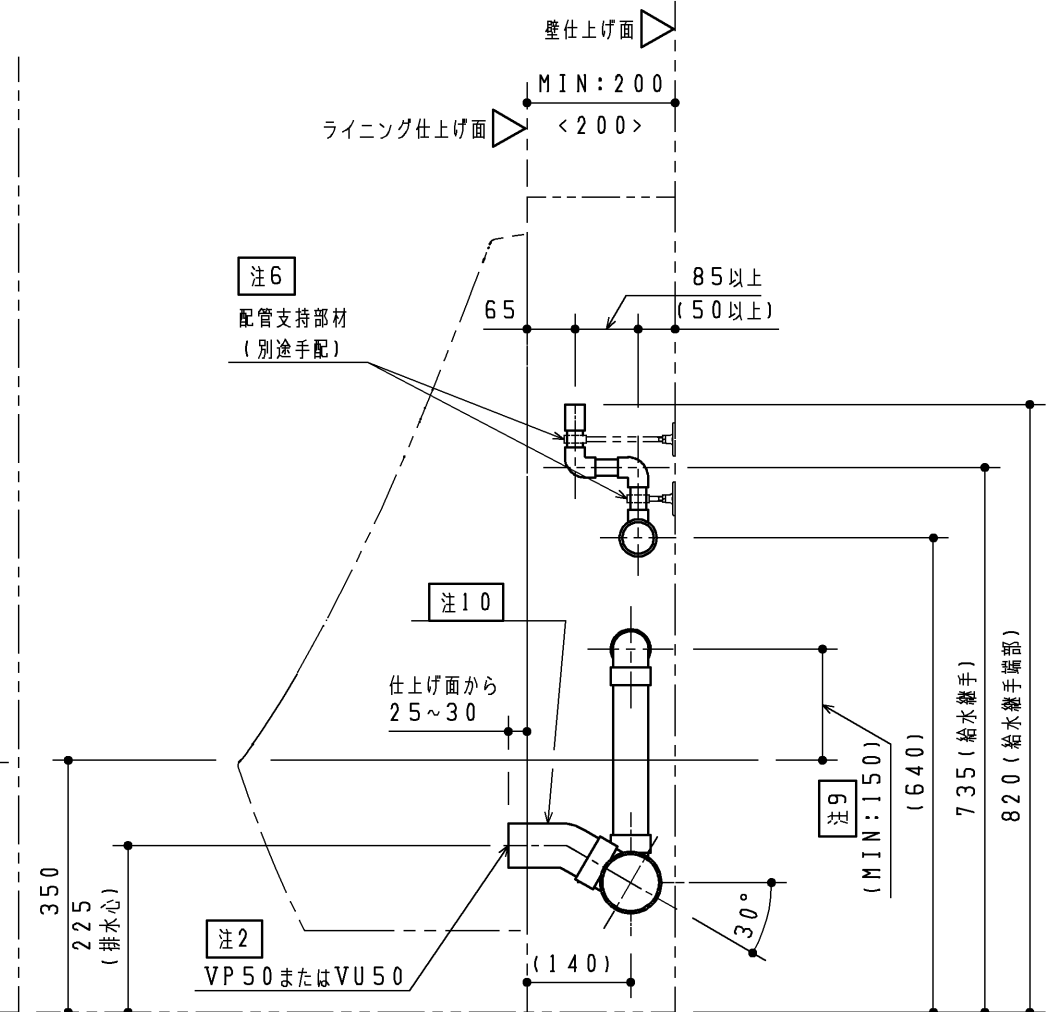 壁仕上げ面
MIN:200
ライニング仕上げ面
<200>
注6
配管支持部材
(別途手配)
65
85以上
(50以上)
注10
仕上げ面から
25~30
注9
(MIN:150)
(640)
735(給水継手)
820(給水継手端部)
350
225
(排水心)
注2
VP50またはVU50
(140)
30°